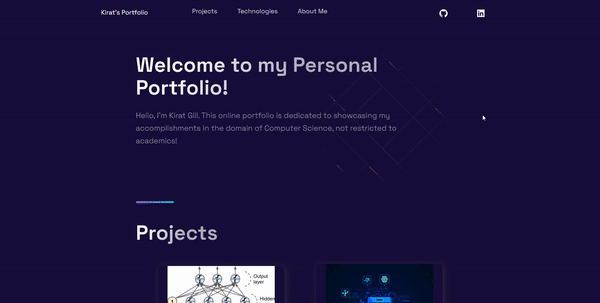 Kirat's Portfolio
Projects
Technologies
About Me
Welcome to my Personal
Portfolio!
Hello, I'm Kirat Gill. This online portfolio is dedicated to showcasing my
accomplishments in the domain of Computer Science, not restricted to
academics!
Projects
Output
layer
Hidden
1